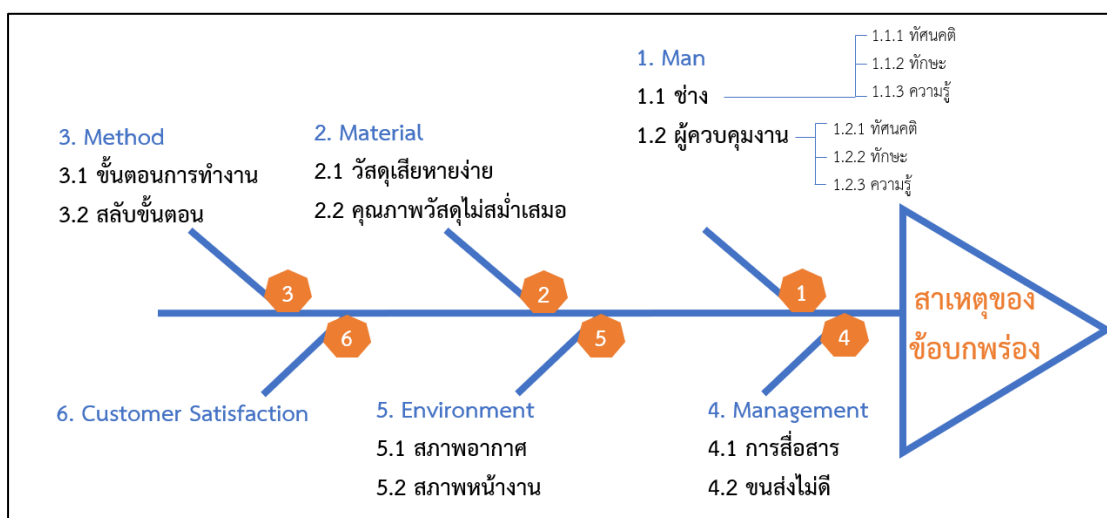 1. Man
1.1 ช่าง
1.1.1 ทัศนคติ
1.1.2 ทักษะ
1.1.3 ความรู้
1.2 ผู้ควบคุมงาน
1.2.1 ทัศนคติ
1.2.2 ทักษะ
1.2.3 ความรู้
2. Material
2.1 วัสดุเสียหายง่าย
2.2 คุณภาพวัสดุไม่สม่ำเสมอ
3. Method
3.1 ขั้นตอนการทำงาน
3.2 สลับขั้นตอน
3
2
1
6
5
4
สาเหตุของ
ข้อบกพร่อง
6. Customer Satisfaction
5. Environment
5.1 สภาพอากาศ
5.2 สภาพหน้างาน
4. Management
4.1 การสื่อสาร
4.2 ขนส่งไม่ดี